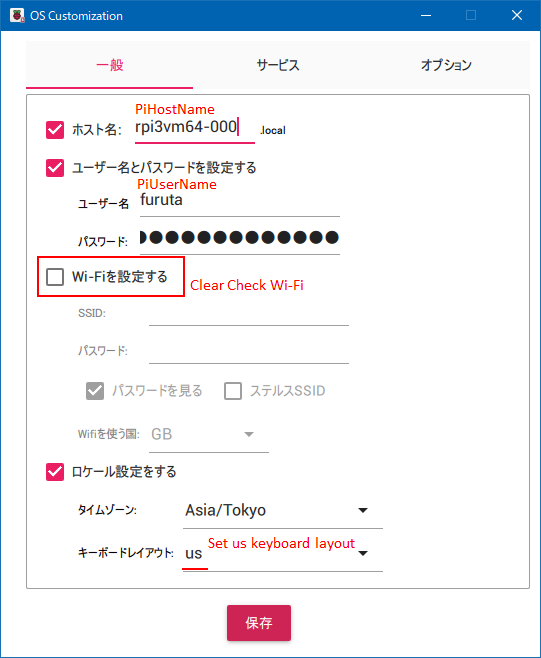 OS Customization
一般 サービス オプション
PiHostName
ホスト名: rpi3vm64-000 .local
ユーザー名とパスワードを設定する
PiUserName
ユーザー名 furuta
パスワード: ●●●●●●●●●●●●●
Wi-Fiを設定する
Clear Check Wi-Fi
SSID:
パスワード:
パスワードを見る ステルスSSID
Wifiを使う国: GB
ロケール設定をする
タイムゾーン: Asia/Tokyo
キーボードレイアウト: us Set us keyboard layout
保存